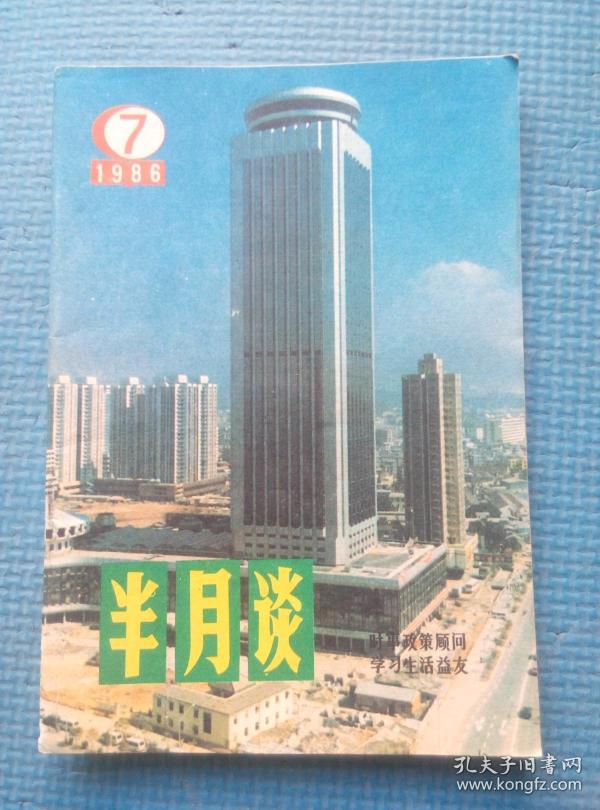 7
1986
半月谈
时事政策顾问
学习生活益友
孔夫子旧书网
www.kongfz.com